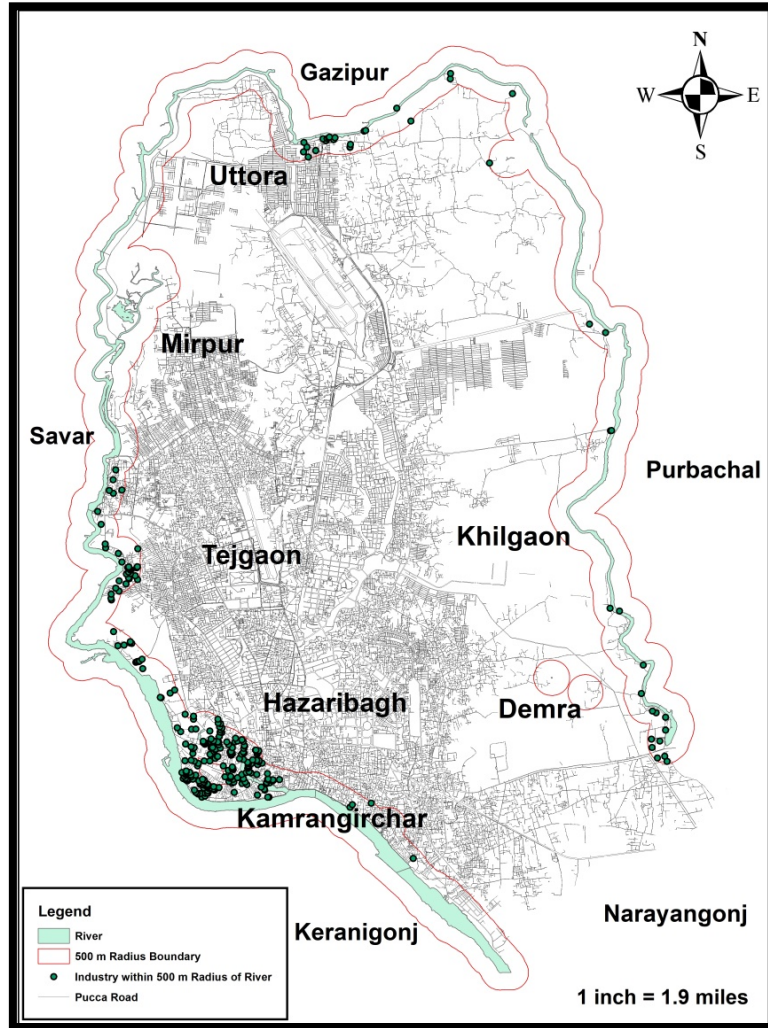 Gazipur
N
W E
S
Uttora
Mirpur
Savar
Purbachal
Khilgaon
Tejgaon
Hazaribagh
Demra
Kamrangirchar
Narayangonj
Keranigonj
Legend
River
500 m Radius Boundary
Industry within 500 m Radius of River
Pucca Road
1 inch = 1.9 miles